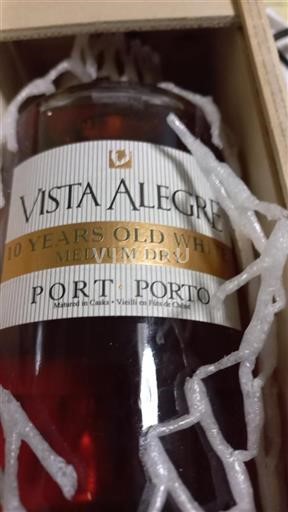 VISTA ALEGRE
10 YEARS OLD WHITE
MEDIUM DRY
PORT · PORTO
Matured in Casks • Vieilli en Fûts de Chêne